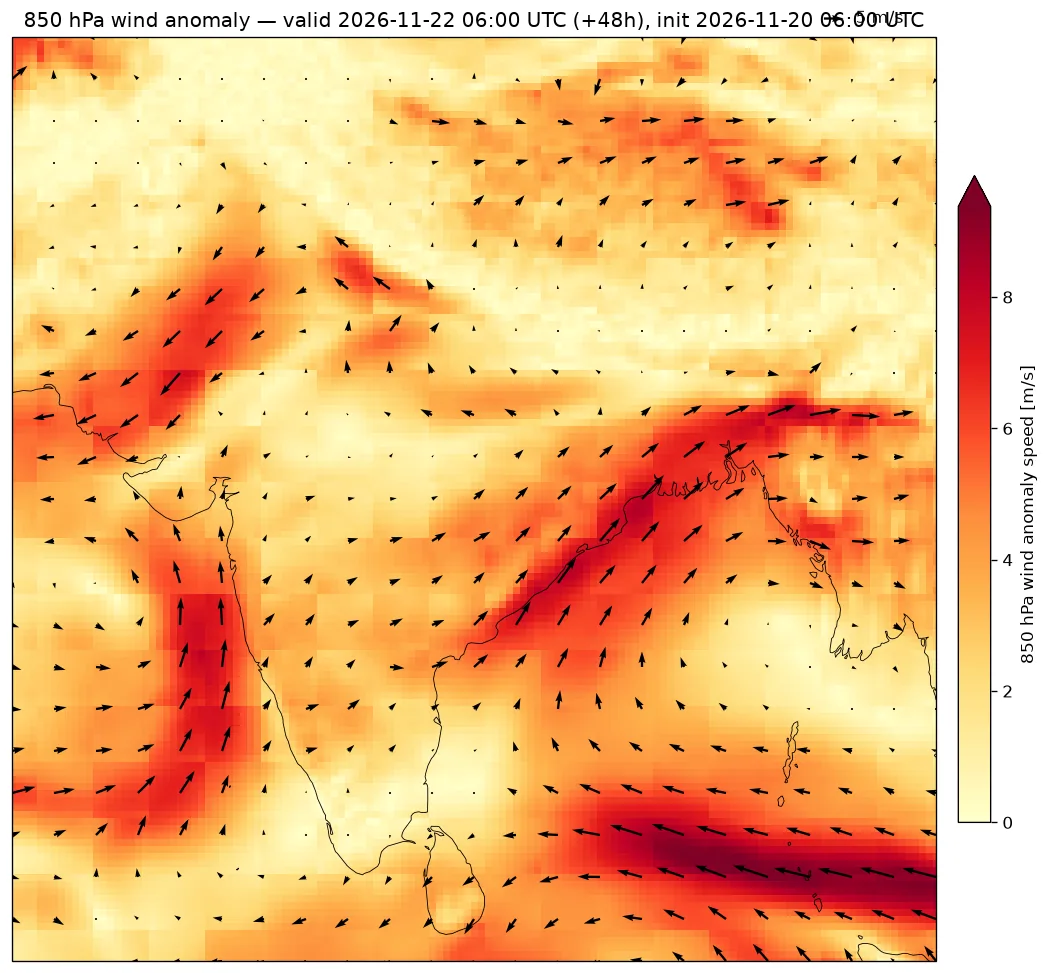 850 hPa wind anomaly — valid 2026-11-22 06:00 UTC (+48h), init 2026-11-20 06:00 UTC
5 m/s
8
6
4
2
0
850 hPa wind anomaly speed [m/s]